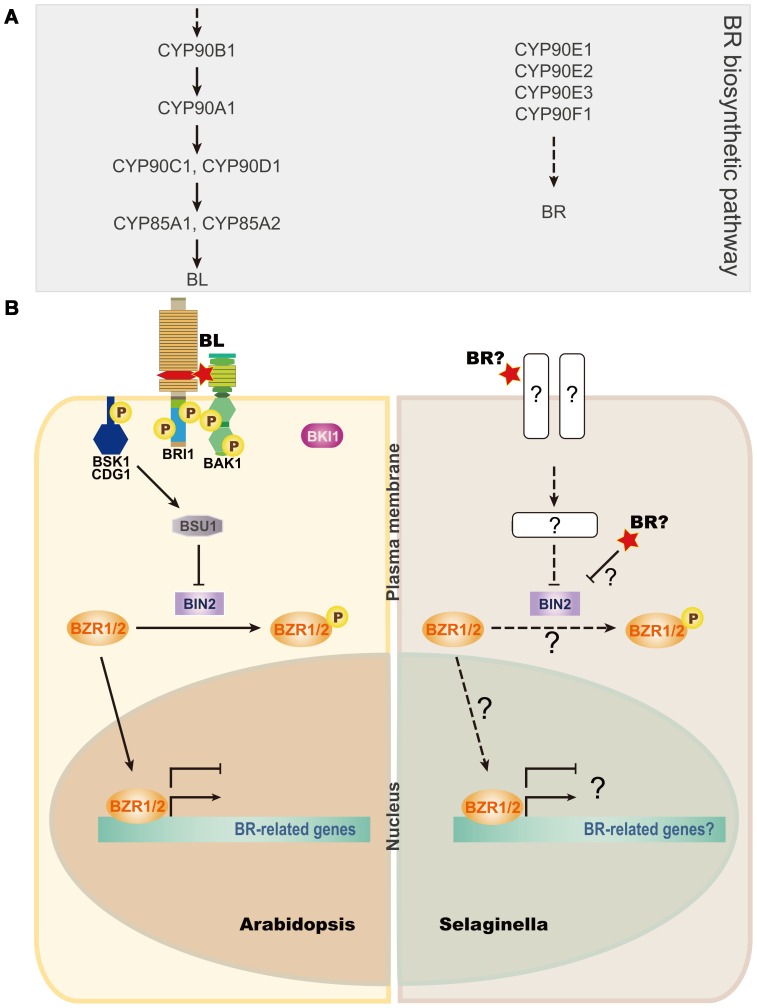 A
CYP90B1
CYP90A1
CYP90C1, CYP90D1
CYP85A1, CYP85A2
BL
CYP90E1
CYP90E2
CYP90E3
CYP90F1
BR
BR biosynthetic pathway
B
BL
P
P
P
P
P
BSK1
CDG1
BRI1
BAK1
BKI1
BSU1
BIN2
BZR1/2
BZR1/2
P
BZR1/2
BR-related genes
Arabidopsis
Plasma membrane
Nucleus
BR?
?
?
?
BR?
?
BIN2
BZR1/2
?
BZR1/2
P
?
BZR1/2
?
BR-related genes?
Selaginella